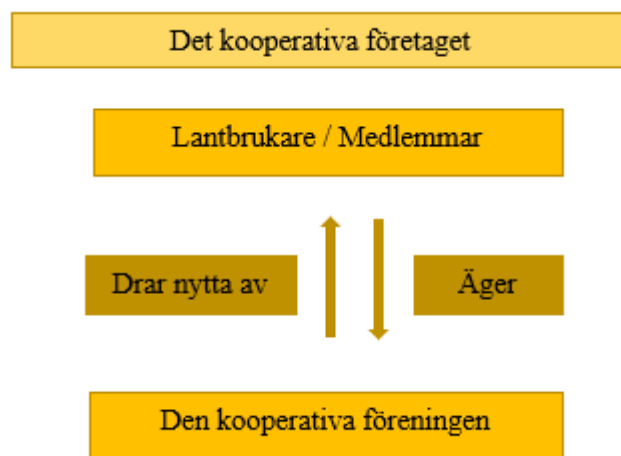 Det kooperativa företaget
Lantbrukare / Medlemmar
Drar nytta av
Äger
Den kooperativa föreningen